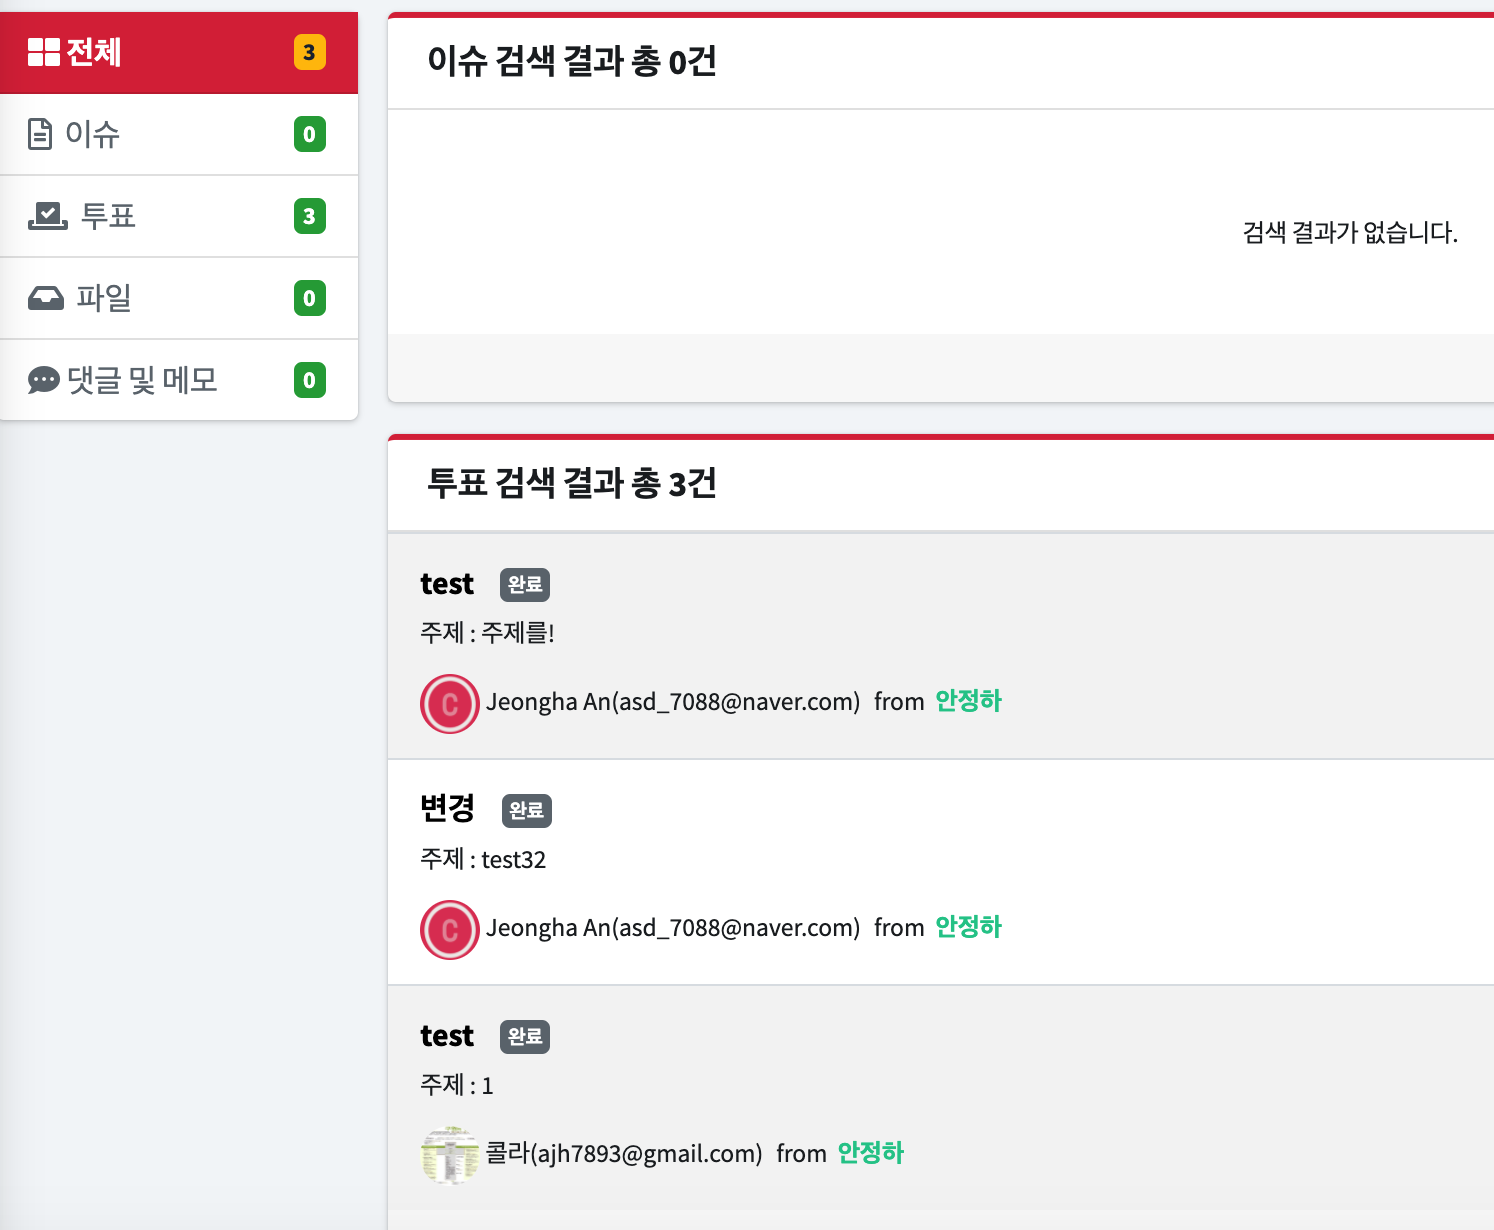 전체 3
이슈 0
투표 3
파일 0
댓글 및 메모 0
이슈 검색 결과 총 0건
검색 결과가 없습니다.
투표 검색 결과 총 3건
test 완료
주제 : 주제를!
C Jeongha An(asd_7088@naver.com) from 안정하
변경 완료
주제 : test32
C Jeongha An(asd_7088@naver.com) from 안정하
test 완료
주제 : 1
콜라(ajh7893@gmail.com) from 안정하